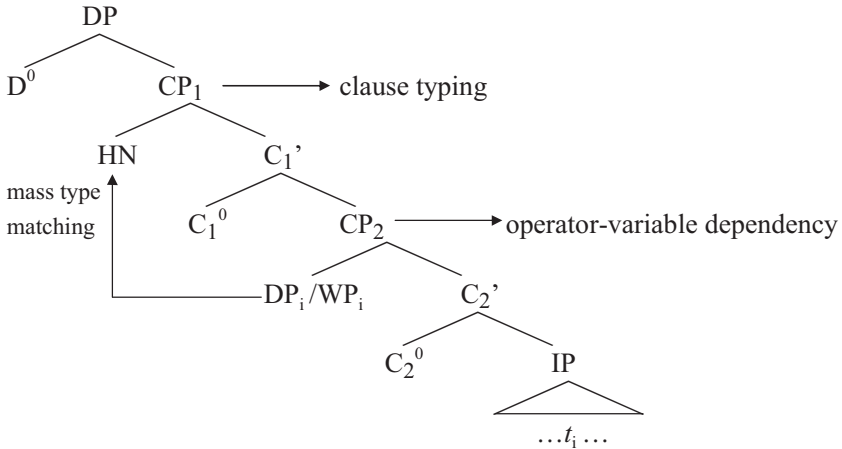 DP
D⁰ CP₁ clause typing
HN C₁’
mass type
matching
C₁⁰ CP₂ operator-variable dependency
DPᵢ/WPᵢ C₂’
C₂⁰ IP
…tᵢ…